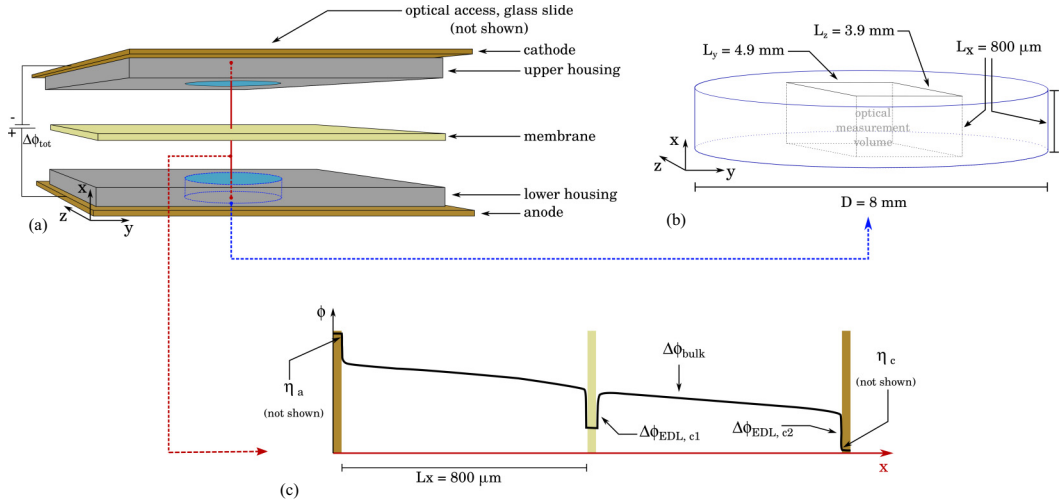 optical access, glass slide
(not shown)
cathode
upper housing
membrane
lower housing
anode
- +
Δϕtot
x
z
y
(a)
Lz = 3.9 mm
Ly = 4.9 mm
Lx = 800 μm
optical
measurement
volume
x
z
y
D = 8 mm
(b)
ϕ
ηa
(not shown)
Δϕbulk
ηc
(not shown)
ΔϕEDL, c1
ΔϕEDL, c2
x
Lx = 800 μm
(c)